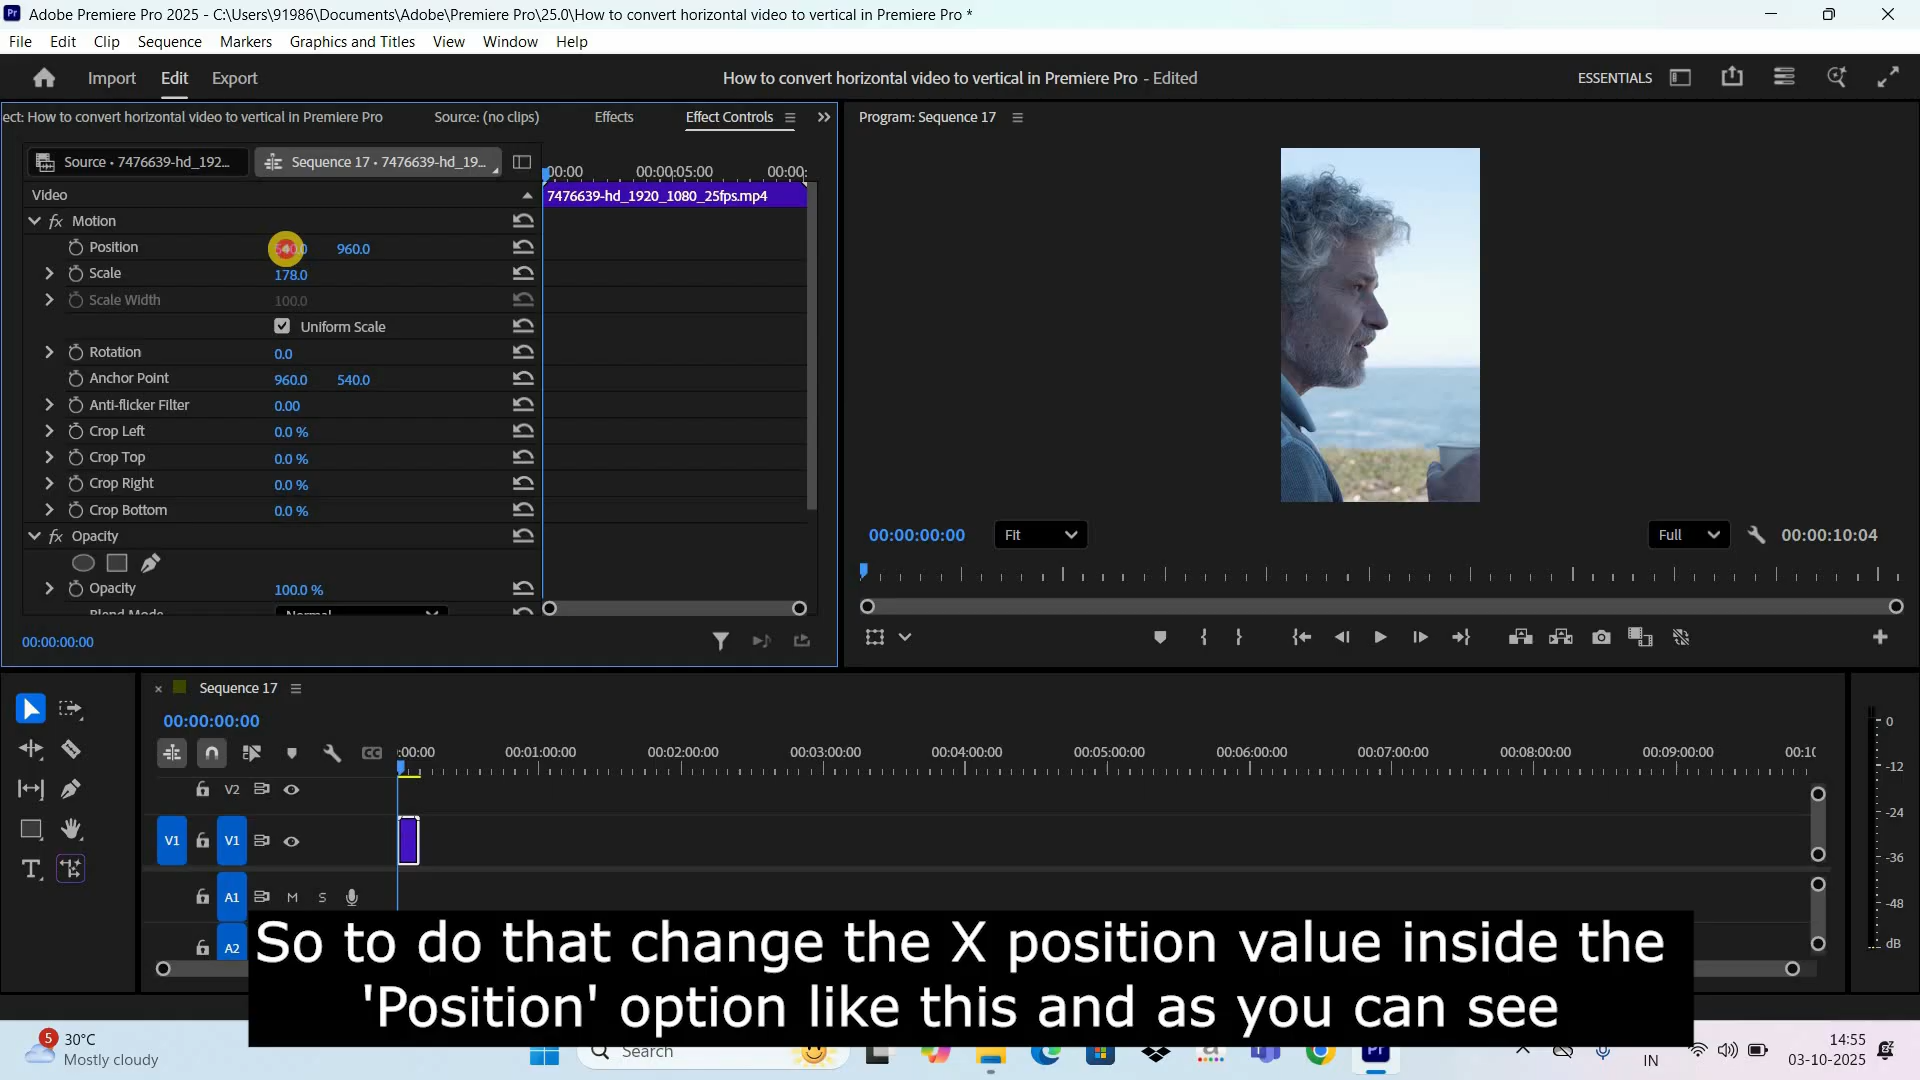 Adobe Premiere Pro 2025 - C:\Users\91986\Documents\Adobe\Premiere Pro\25.0\How to convert horizontal video to vertical in Premiere Pro *
File Edit Clip Sequence Markers Graphics and Titles View Window Help
Import Edit Export
How to convert horizontal video to vertical in Premiere Pro - Edited
ESSENTIALS
ect: How to convert horizontal video to vertical in Premiere Pro Source: (no clips) Effects Effect Controls
Program: Sequence 17
Source • 7476639-hd_192... Sequence 17 • 7476639-hd_19...
:00:00 00:00:05:00 00:00:
Video
7476639-hd_1920_1080_25fps.mp4
fx Motion
Position 960.0
Scale 178.0
Scale Width 100.0
Uniform Scale
Rotation 0.0
Anchor Point 960.0 540.0
Anti-flicker Filter 0.00
Crop Left 0.0 %
Crop Top 0.0 %
Crop Right 0.0 %
Crop Bottom 0.0 %
fx Opacity
Opacity 100.0 %
Blend Mode Normal
00:00:00:00
00:00:00:00 Fit Full 00:00:10:04
Sequence 17
00:00:00:00
:00:00 00:01:00:00 00:02:00:00 00:03:00:00 00:04:00:00 00:05:00:00 00:06:00:00 00:07:00:00 00:08:00:00 00:09:00:00 00:10
V2
V1 V1
A1 M S
A2
0
-12
-24
-36
-48
dB
So to do that change the X position value inside the
'Position' option like this and as you can see
5
30°C
Mostly cloudy
Search
IN
14:55
03-10-2025